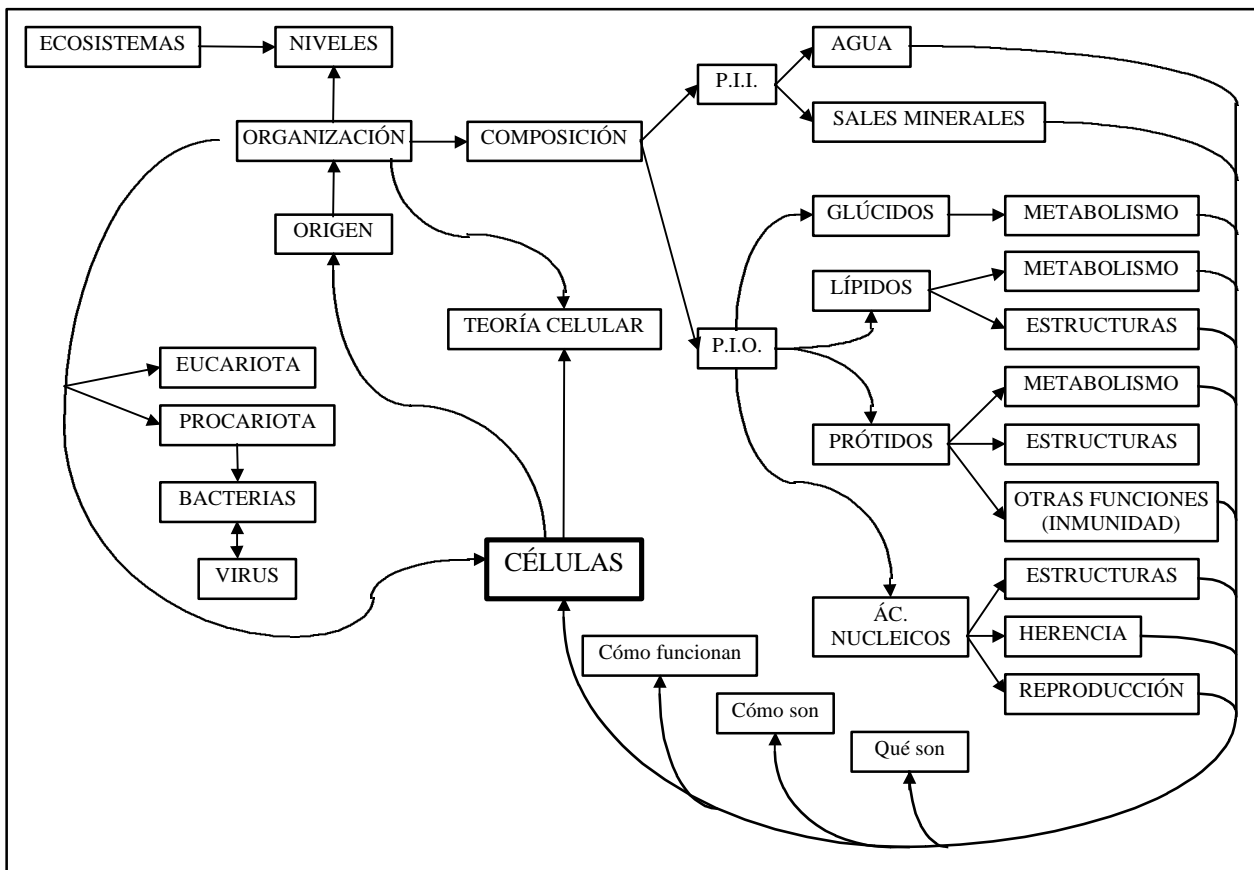 ECOSISTEMAS
NIVELES
AGUA
P.I.I.
SALES MINERALES
ORGANIZACIÓN
COMPOSICIÓN
ORIGEN
GLÚCIDOS
METABOLISMO
LÍPIDOS
METABOLISMO
ESTRUCTURAS
TEORÍA CELULAR
P.I.O.
EUCARIOTA
PROCARIOTA
METABOLISMO
PRÓTIDOS
ESTRUCTURAS
OTRAS FUNCIONES
(INMUNIDAD)
BACTERIAS
VIRUS
CÉLULAS
ÁC.
NUCLEICOS
ESTRUCTURAS
HERENCIA
REPRODUCCIÓN
Cómo funcionan
Cómo son
Qué son